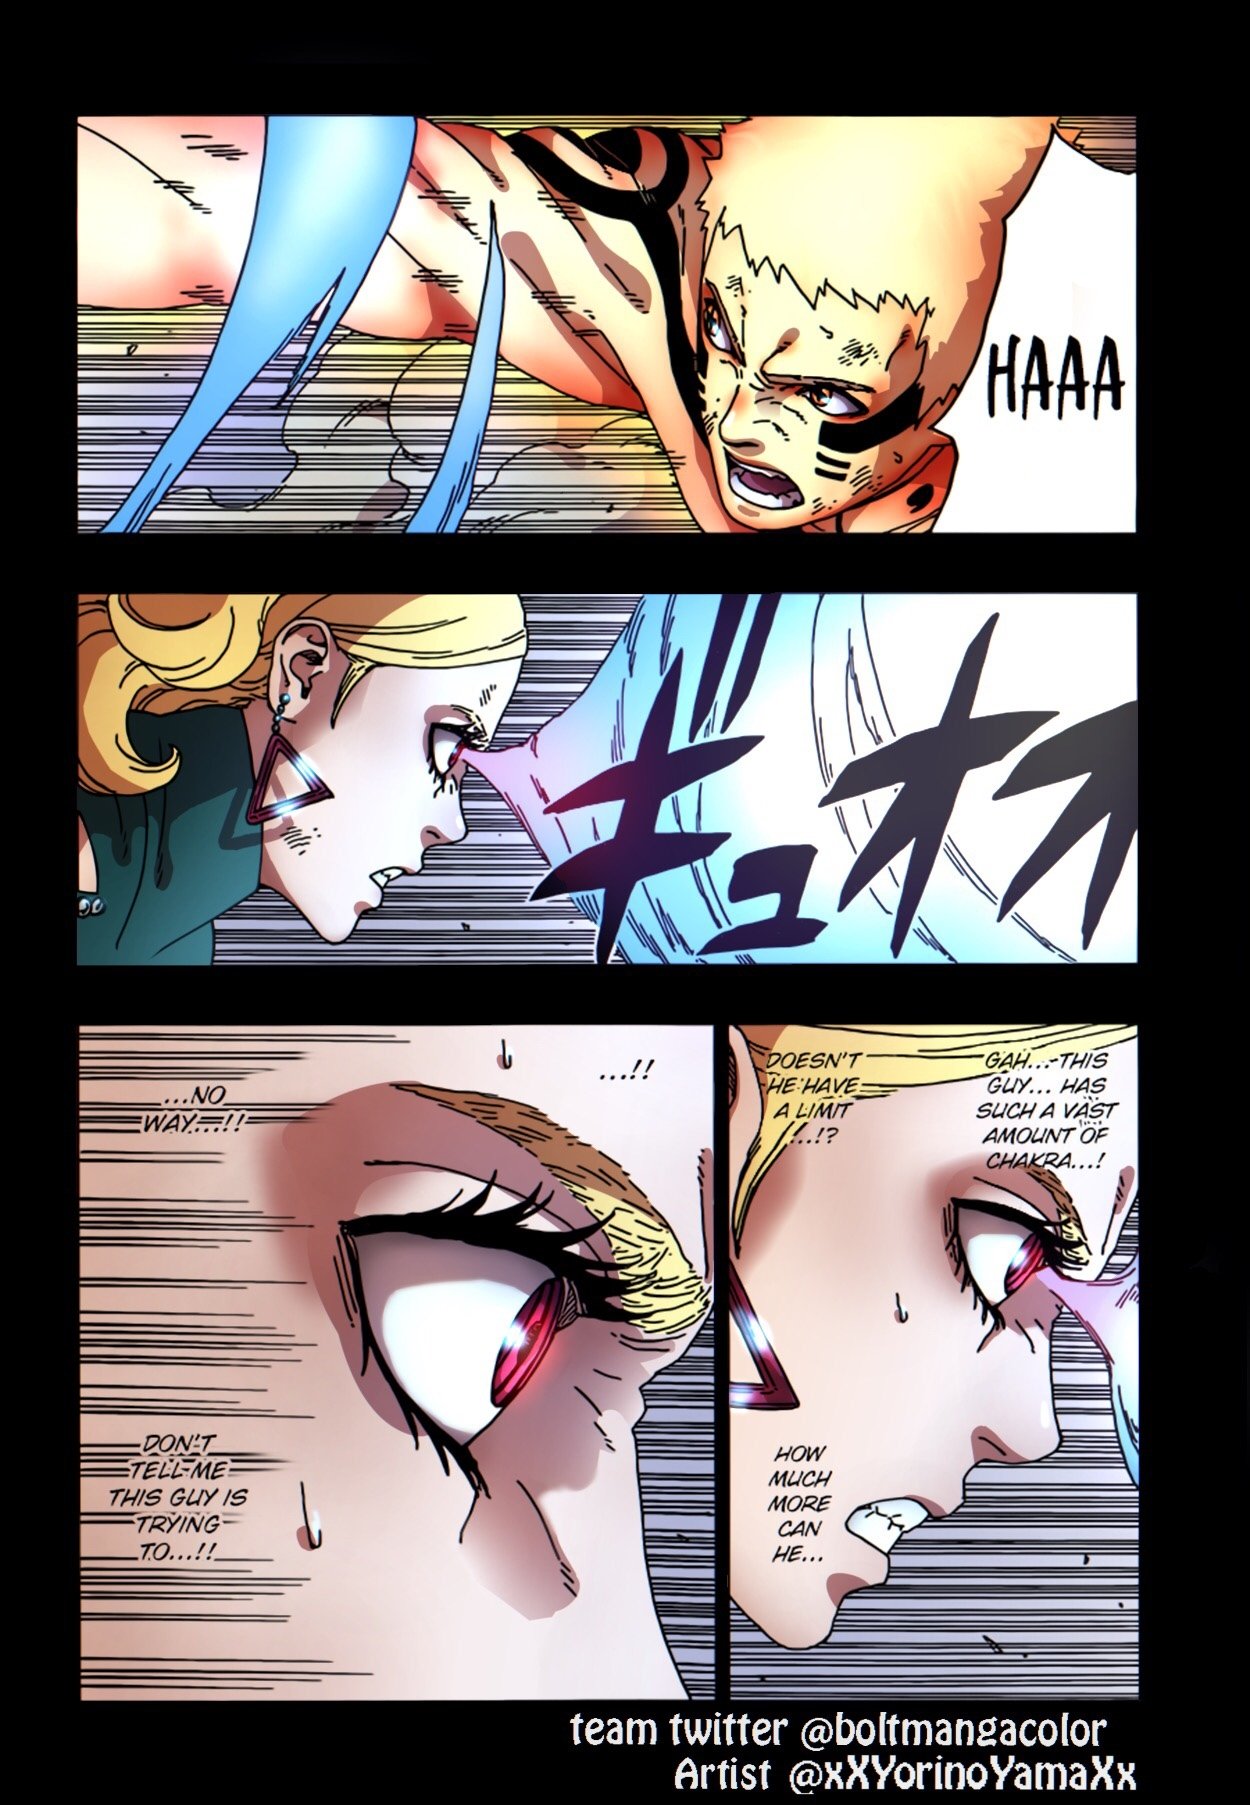 HAAA
ギュオオ
GAH... THIS
GUY... HAS
SUCH A VAST
AMOUNT OF
CHAKRA...!
DOESN'T
HE HAVE
A LIMIT
...!?
HOW
MUCH
MORE
CAN
HE...
...!!
...NO
WAY...!!
DON'T
TELL ME
THIS GUY IS
TRYING
TO...!!
team twitter @boltmangacolor
Artist @xXYorinoYamaXx